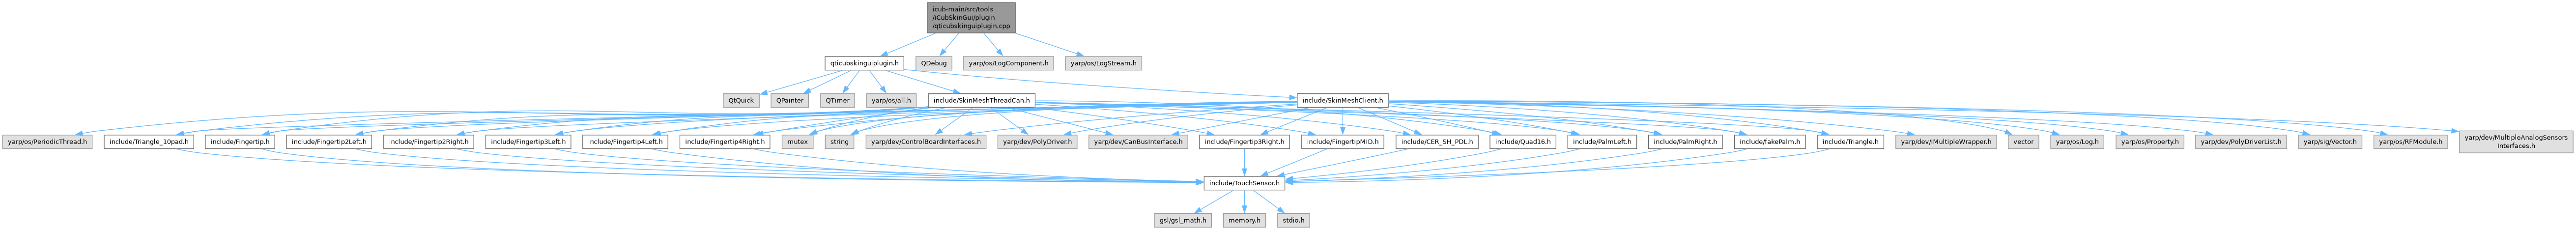 icub-main/src/tools
/iCubSkinGui/plugin
/qticubskinguiplugin.cpp
qticubskinguiplugin.h
QDebug
yarp/os/LogComponent.h
yarp/os/LogStream.h
QtQuick
QPainter
QTimer
yarp/os/all.h
include/SkinMeshThreadCan.h
include/SkinMeshClient.h
yarp/os/PeriodicThread.h
include/Triangle_10pad.h
include/Fingertip.h
include/Fingertip2Left.h
include/Fingertip2Right.h
include/Fingertip3Left.h
include/Fingertip4Left.h
include/Fingertip4Right.h
mutex
string
yarp/dev/ControlBoardInterfaces.h
yarp/dev/PolyDriver.h
yarp/dev/CanBusInterface.h
include/Fingertip3Right.h
include/FingertipMID.h
include/CER_SH_PDL.h
include/Quad16.h
include/PalmLeft.h
include/PalmRight.h
include/fakePalm.h
include/Triangle.h
yarp/dev/IMultipleWrapper.h
vector
yarp/os/Log.h
yarp/os/Property.h
yarp/dev/PolyDriverList.h
yarp/sig/Vector.h
yarp/os/RFModule.h
yarp/dev/MultipleAnalogSensors
Interfaces.h
include/TouchSensor.h
gsl/gsl_math.h
memory.h
stdio.h